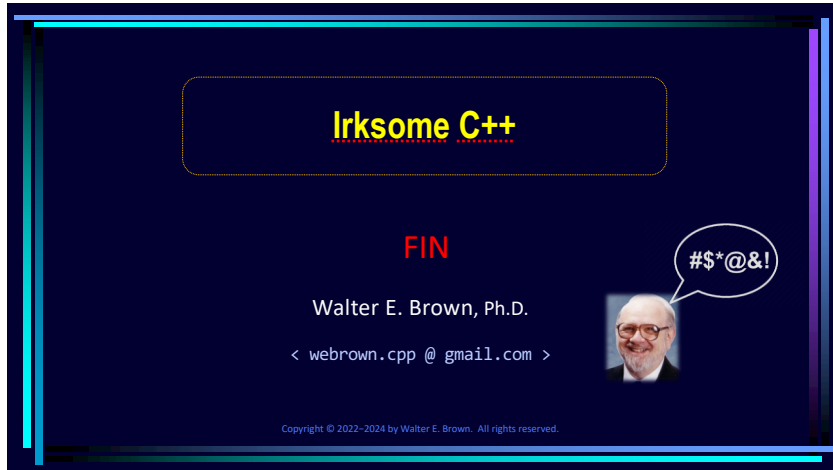 Irksome C++
FIN
#$*@&!
Walter E. Brown, Ph.D.
< webrown.cpp @ gmail.com >
Copyright © 2022–2024 by Walter E. Brown. All rights reserved.